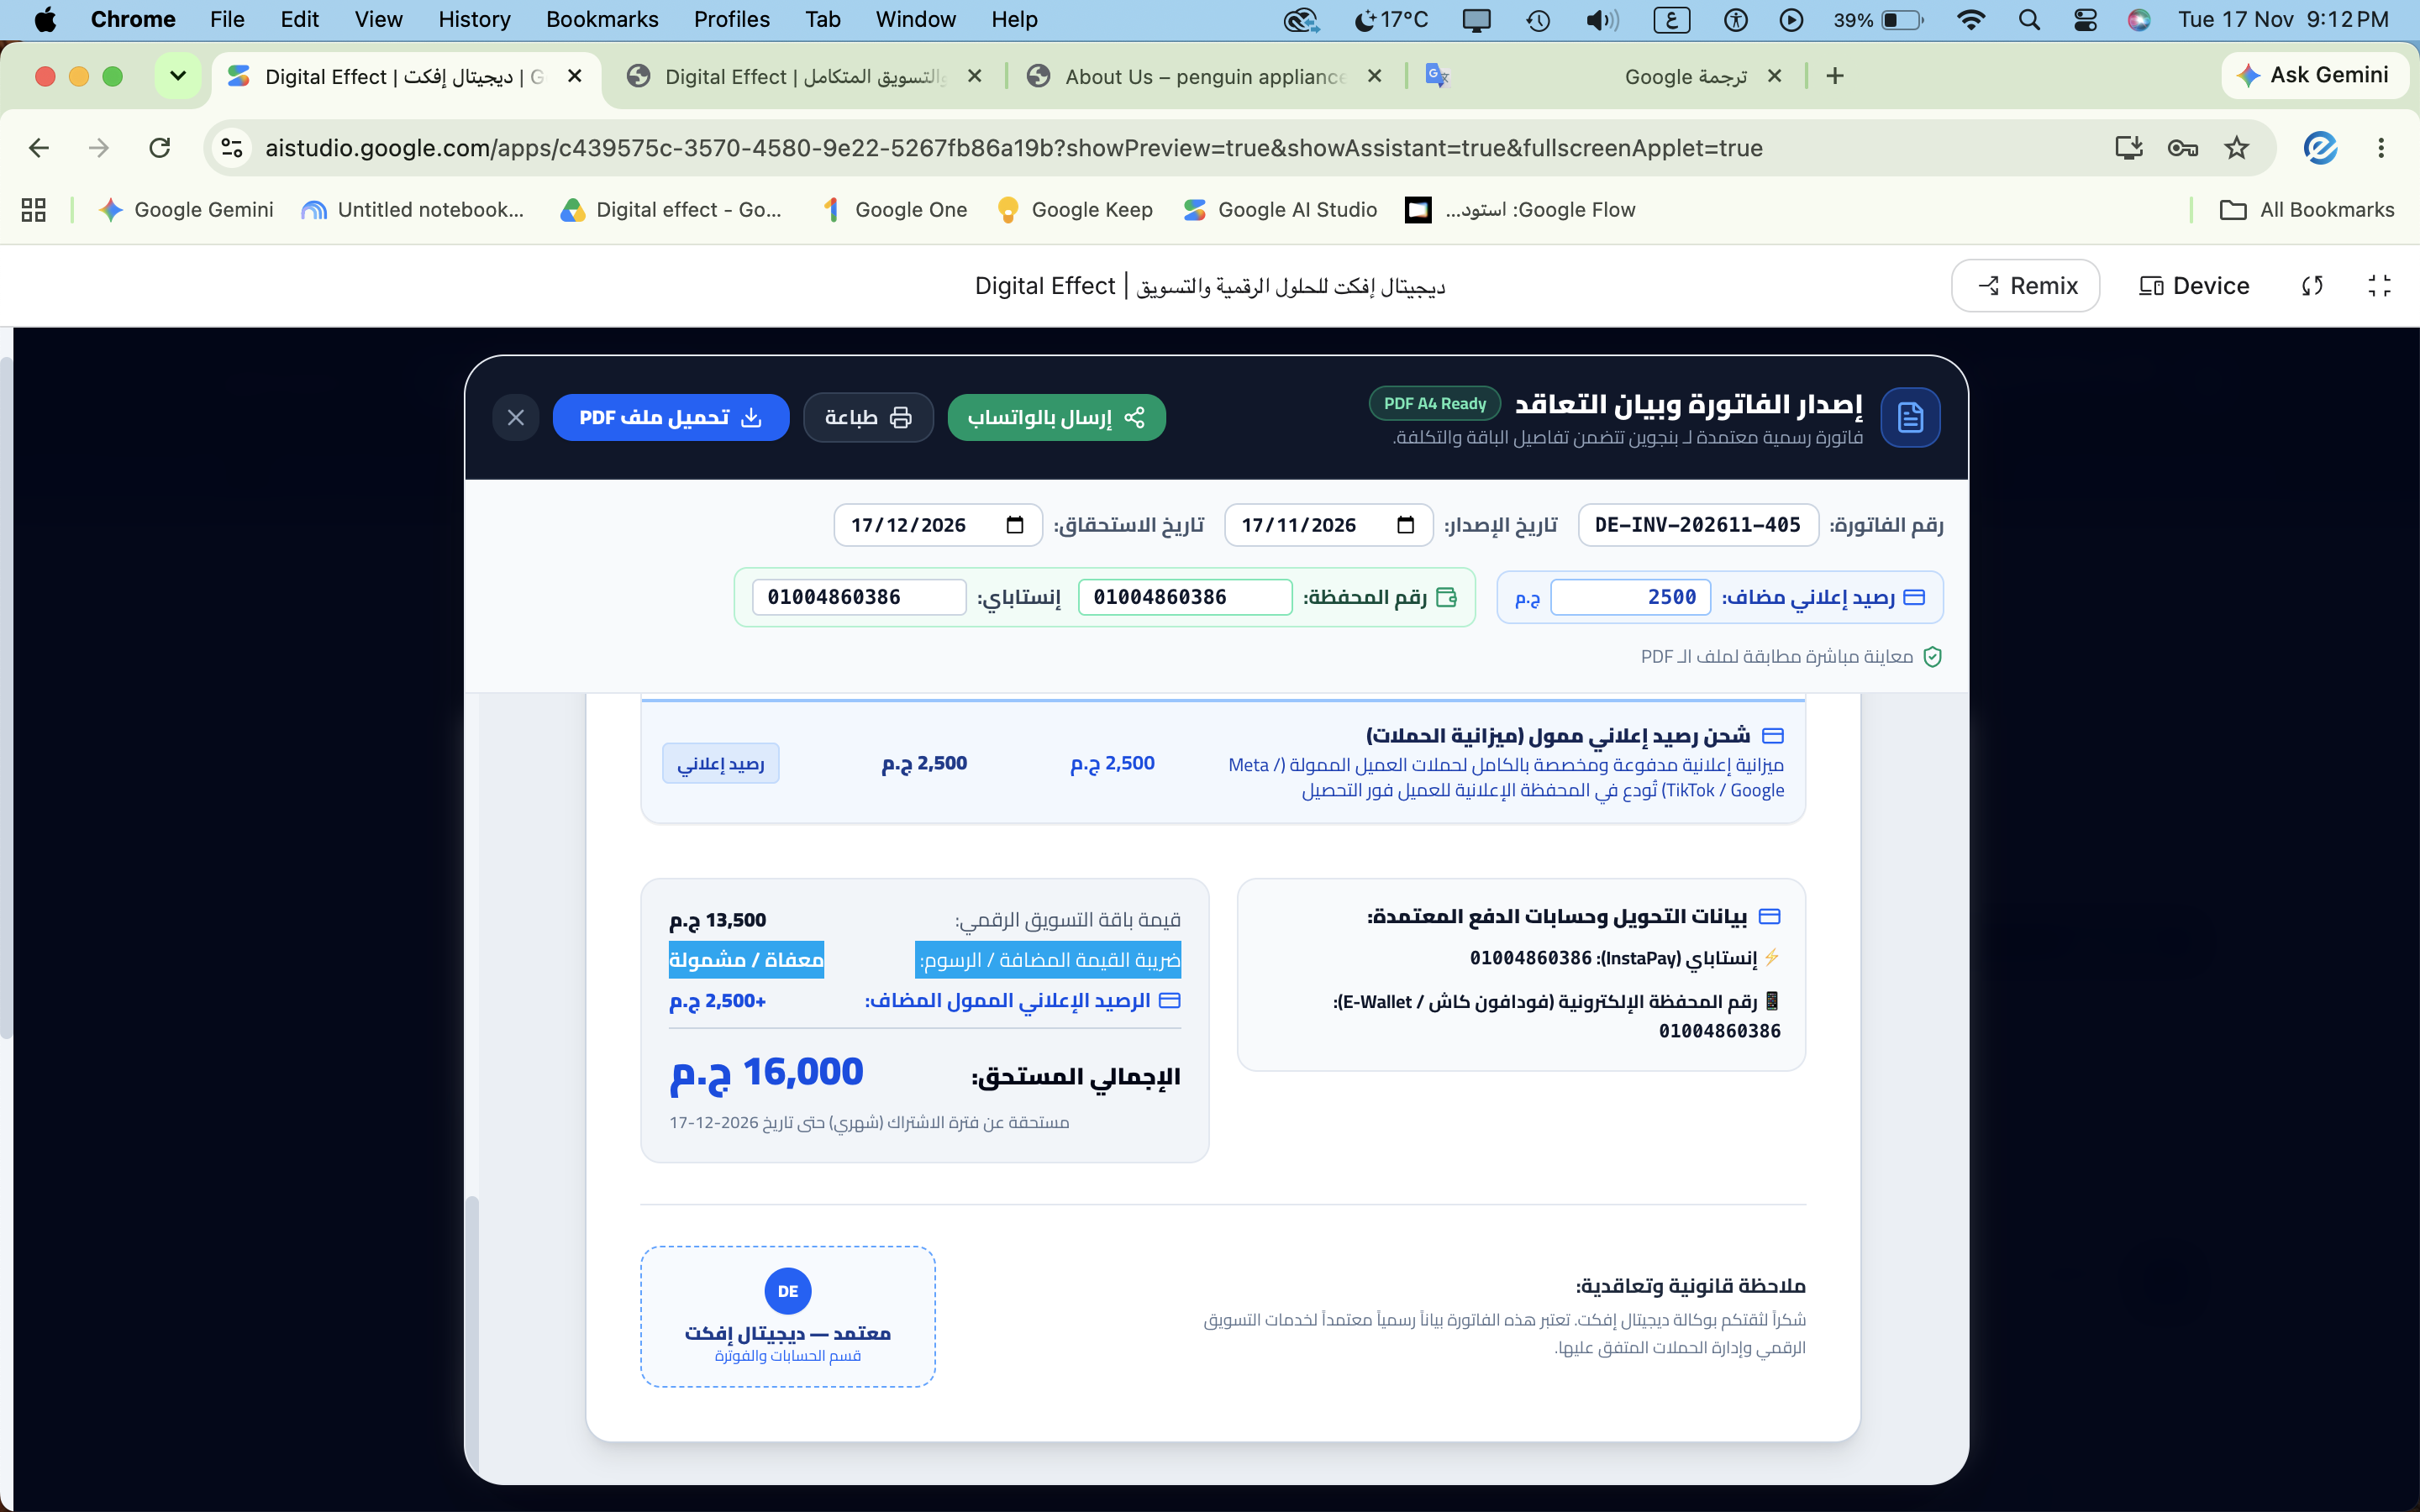 Chrome File Edit View History Bookmarks Profiles Tab Window Help 17°C ع 39% Tue 17 Nov 9:12 PM
Digital Effect | ديجيتال إفكت | G
Digital Effect | والتسويق المتكامل
About Us – penguin appliance
ترجمة Google
Ask Gemini
aistudio.google.com/apps/c439575c-3570-4580-9e22-5267fb86a19b?showPreview=true&showAssistant=true&fullscreenApplet=true
Google Gemini
Untitled notebook...
Digital effect - Go...
Google One
Google Keep
Google AI Studio
Google Flow: استود...
All Bookmarks
Digital Effect | ديجيتال إفكت للحلول الرقمية والتسويق
Remix
Device
إصدار الفاتورة وبيان التعاقد PDF A4 Ready
فاتورة رسمية معتمدة لـ بنجوين تتضمن تفاصيل الباقة والتكلفة.
إرسال بالواتساب
طباعة
تحميل ملف PDF
رقم الفاتورة: DE-INV-202611-405
تاريخ الإصدار: 17/11/2026
تاريخ الاستحقاق: 17/12/2026
رصيد إعلاني مضاف: 2500 ج.م
رقم المحفظة: 01004860386
إنستاباي: 01004860386
معاينة مباشرة مطابقة لملف الـ PDF
شحن رصيد إعلاني ممول (ميزانية الحملات)
ميزانية إعلانية مدفوعة ومخصصة بالكامل لحملات العميل الممولة (Meta /
TikTok / Google) تُودع في المحفظة الإعلانية للعميل فور التحصيل
2,500 ج.م
2,500 ج.م
رصيد إعلاني
بيانات التحويل وحسابات الدفع المعتمدة:
⚡ إنستاباي (InstaPay): 01004860386
📱 رقم المحفظة الإلكترونية (فودافون كاش / E-Wallet):
01004860386
قيمة باقة التسويق الرقمي: 13,500 ج.م
ضريبة القيمة المضافة / الرسوم: معفاة / مشمولة
الرصيد الإعلاني الممول المضاف: +2,500 ج.م
الإجمالي المستحق: 16,000 ج.م
مستحقة عن فترة الاشتراك (شهري) حتى تاريخ 2026-12-17
ملاحظة قانونية وتعاقدية:
شكراً لثقتكم بوكالة ديجيتال إفكت. تعتبر هذه الفاتورة بياناً رسمياً معتمداً لخدمات التسويق
الرقمي وإدارة الحملات المتفق عليها.
DE
معتمد — ديجيتال إفكت
قسم الحسابات والفوترة